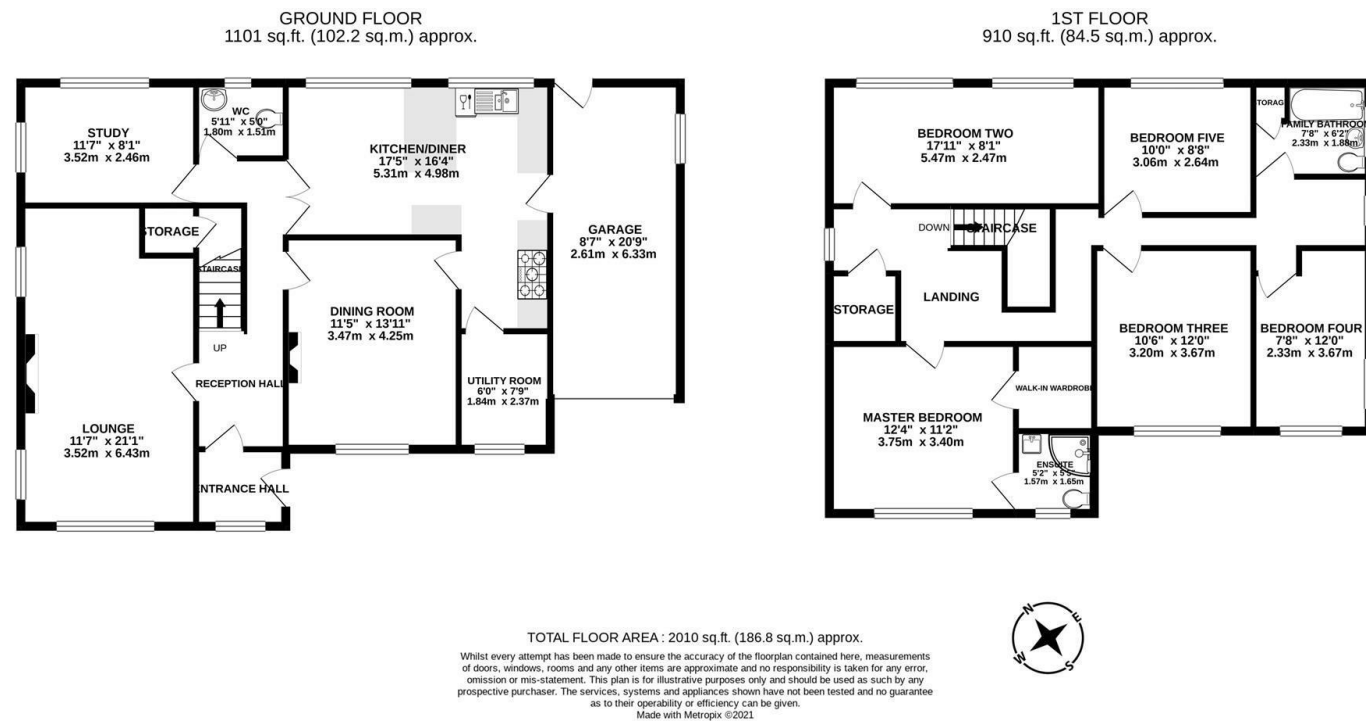 GROUND FLOOR
1101 sq.ft. (102.2 sq.m.) approx.
STUDY
11'7" x 8'1"
3.52m x 2.46m
WC
5'11" x 5'0"
1.80m x 1.51m
KITCHEN/DINER
17'5" x 16'4"
5.31m x 4.98m
STORAGE
STAIRCASE
GARAGE
8'7" x 20'9"
2.61m x 6.33m
DINING ROOM
11'5" x 13'11"
3.47m x 4.25m
UP
RECEPTION HALL
UTILITY ROOM
6'0" x 7'9"
1.84m x 2.37m
LOUNGE
11'7" x 21'1"
3.52m x 6.43m
ENTRANCE HALL
1ST FLOOR
910 sq.ft. (84.5 sq.m.) approx.
BEDROOM TWO
17'11" x 8'1"
5.47m x 2.47m
BEDROOM FIVE
10'0" x 8'8"
3.06m x 2.64m
STORAGE
FAMILY BATHROOM
7'8" x 6'2"
2.33m x 1.88m
DOWN
STAIRCASE
LANDING
STORAGE
BEDROOM THREE
10'6" x 12'0"
3.20m x 3.67m
BEDROOM FOUR
7'8" x 12'0"
2.33m x 3.67m
WALK-IN WARDROBE
MASTER BEDROOM
12'4" x 11'2"
3.75m x 3.40m
ENSUITE
5'2" x 5'5"
1.57m x 1.65m
N
E
S
W
TOTAL FLOOR AREA : 2010 sq.ft. (186.8 sq.m.) approx.
Whilst every attempt has been made to ensure the accuracy of the floorplan contained here, measurements
of doors, windows, rooms and any other items are approximate and no responsibility is taken for any error,
omission or mis-statement. This plan is for illustrative purposes only and should be used as such by any
prospective purchaser. The services, systems and appliances shown have not been tested and no guarantee
as to their operability or efficiency can be given.
Made with Metropix ©2021